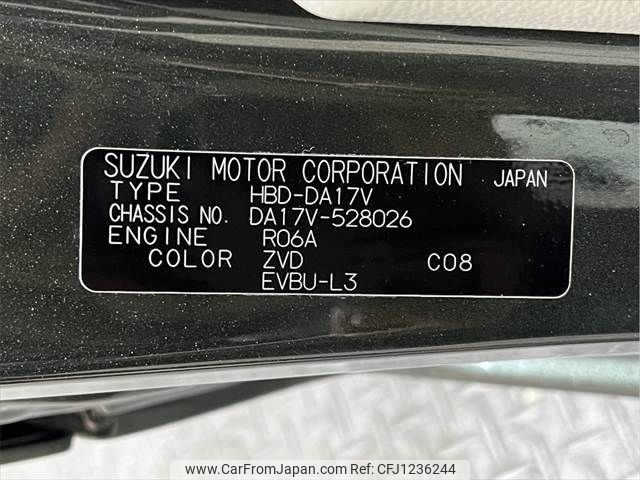 SUZUKI MOTOR CORPORATION JAPAN
TYPE HBD-DA17V
CHASSIS NO. DA17V-528026
ENGINE R06A
COLOR ZVD C08
EVBU-L3
www.CarFromJapan.com | CFJ1236244